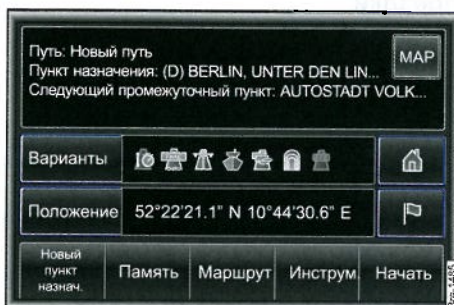 Путь: Новый путь
Пункт назначения: (D) BERLIN, UNTER DEN LIN...
MAP
Следующий промежуточный пункт: AUTOSTADT VOLK...
Варианты
Положение 52°22'21.1" N 10°44'30.6" E
Новый пункт назнач. Память Маршрут Инструм. Начать